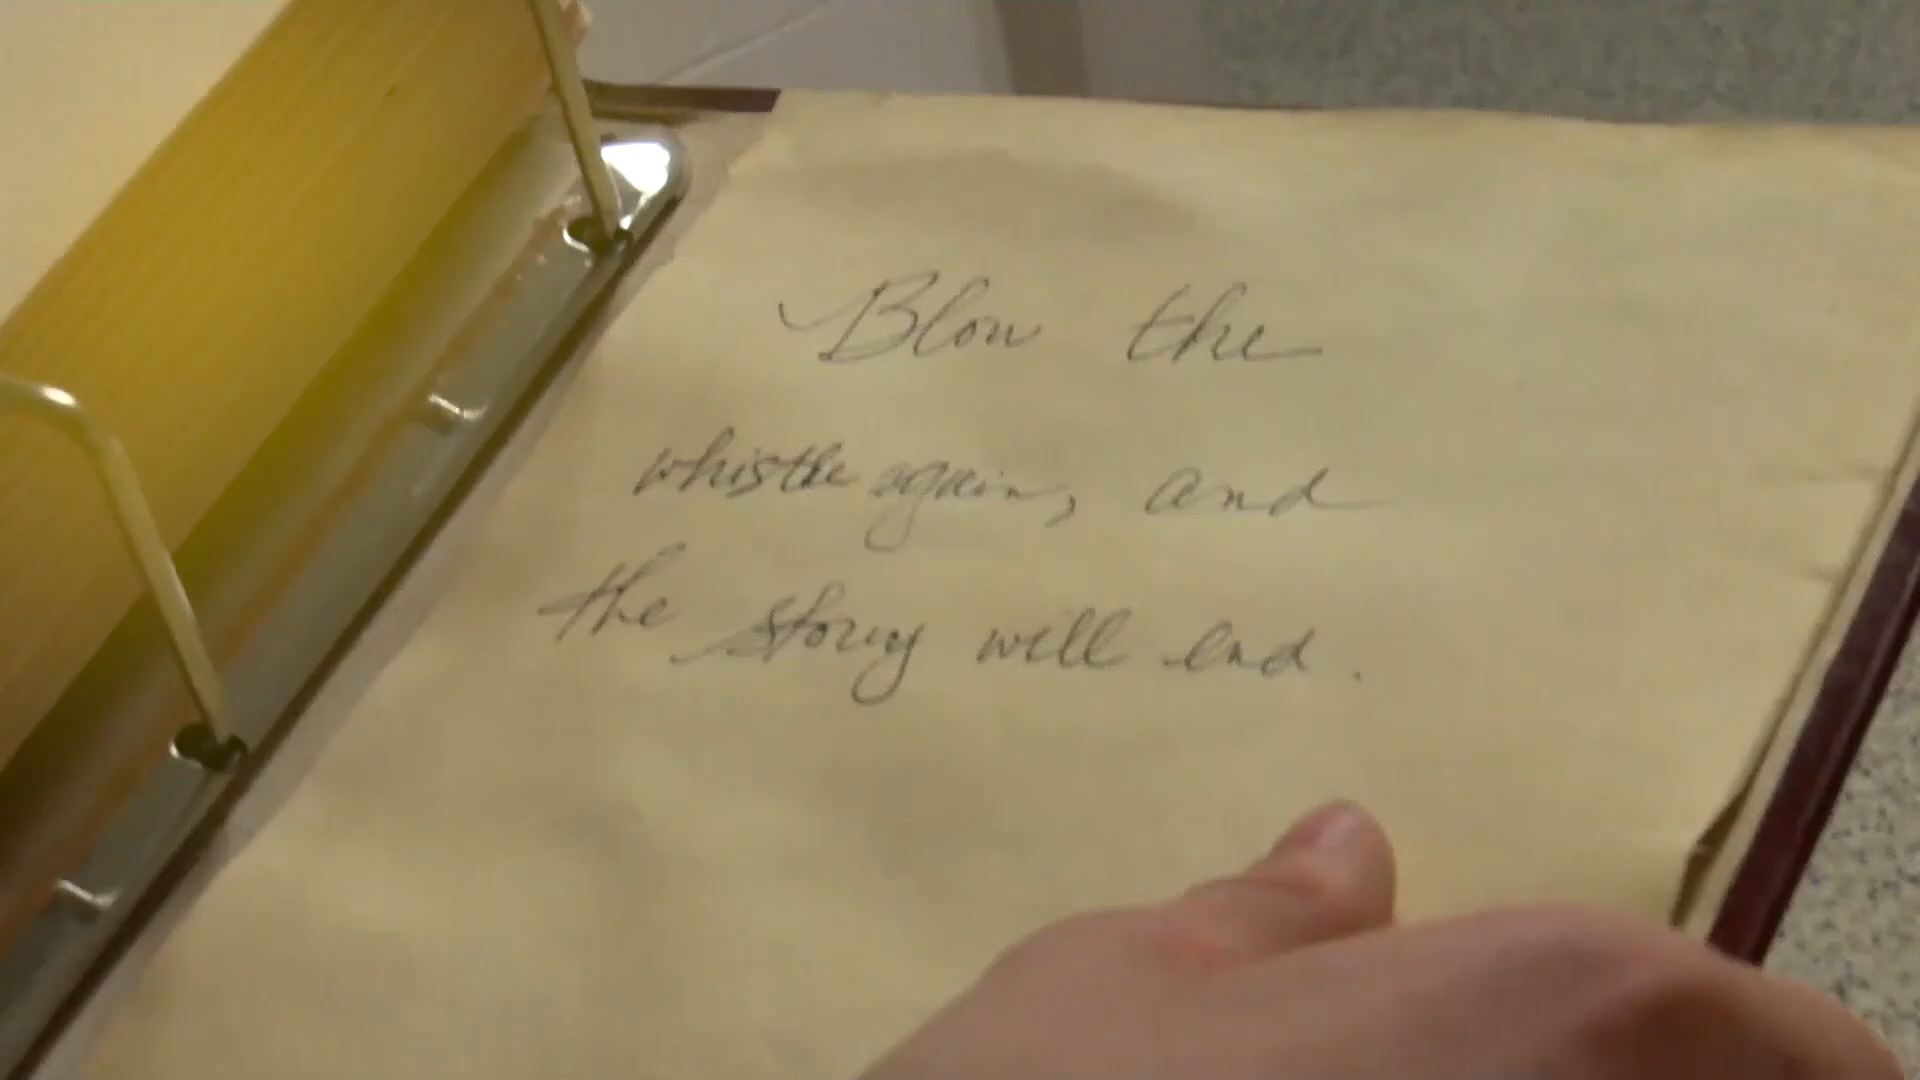 Blow the
whistle again, and
the story will end.